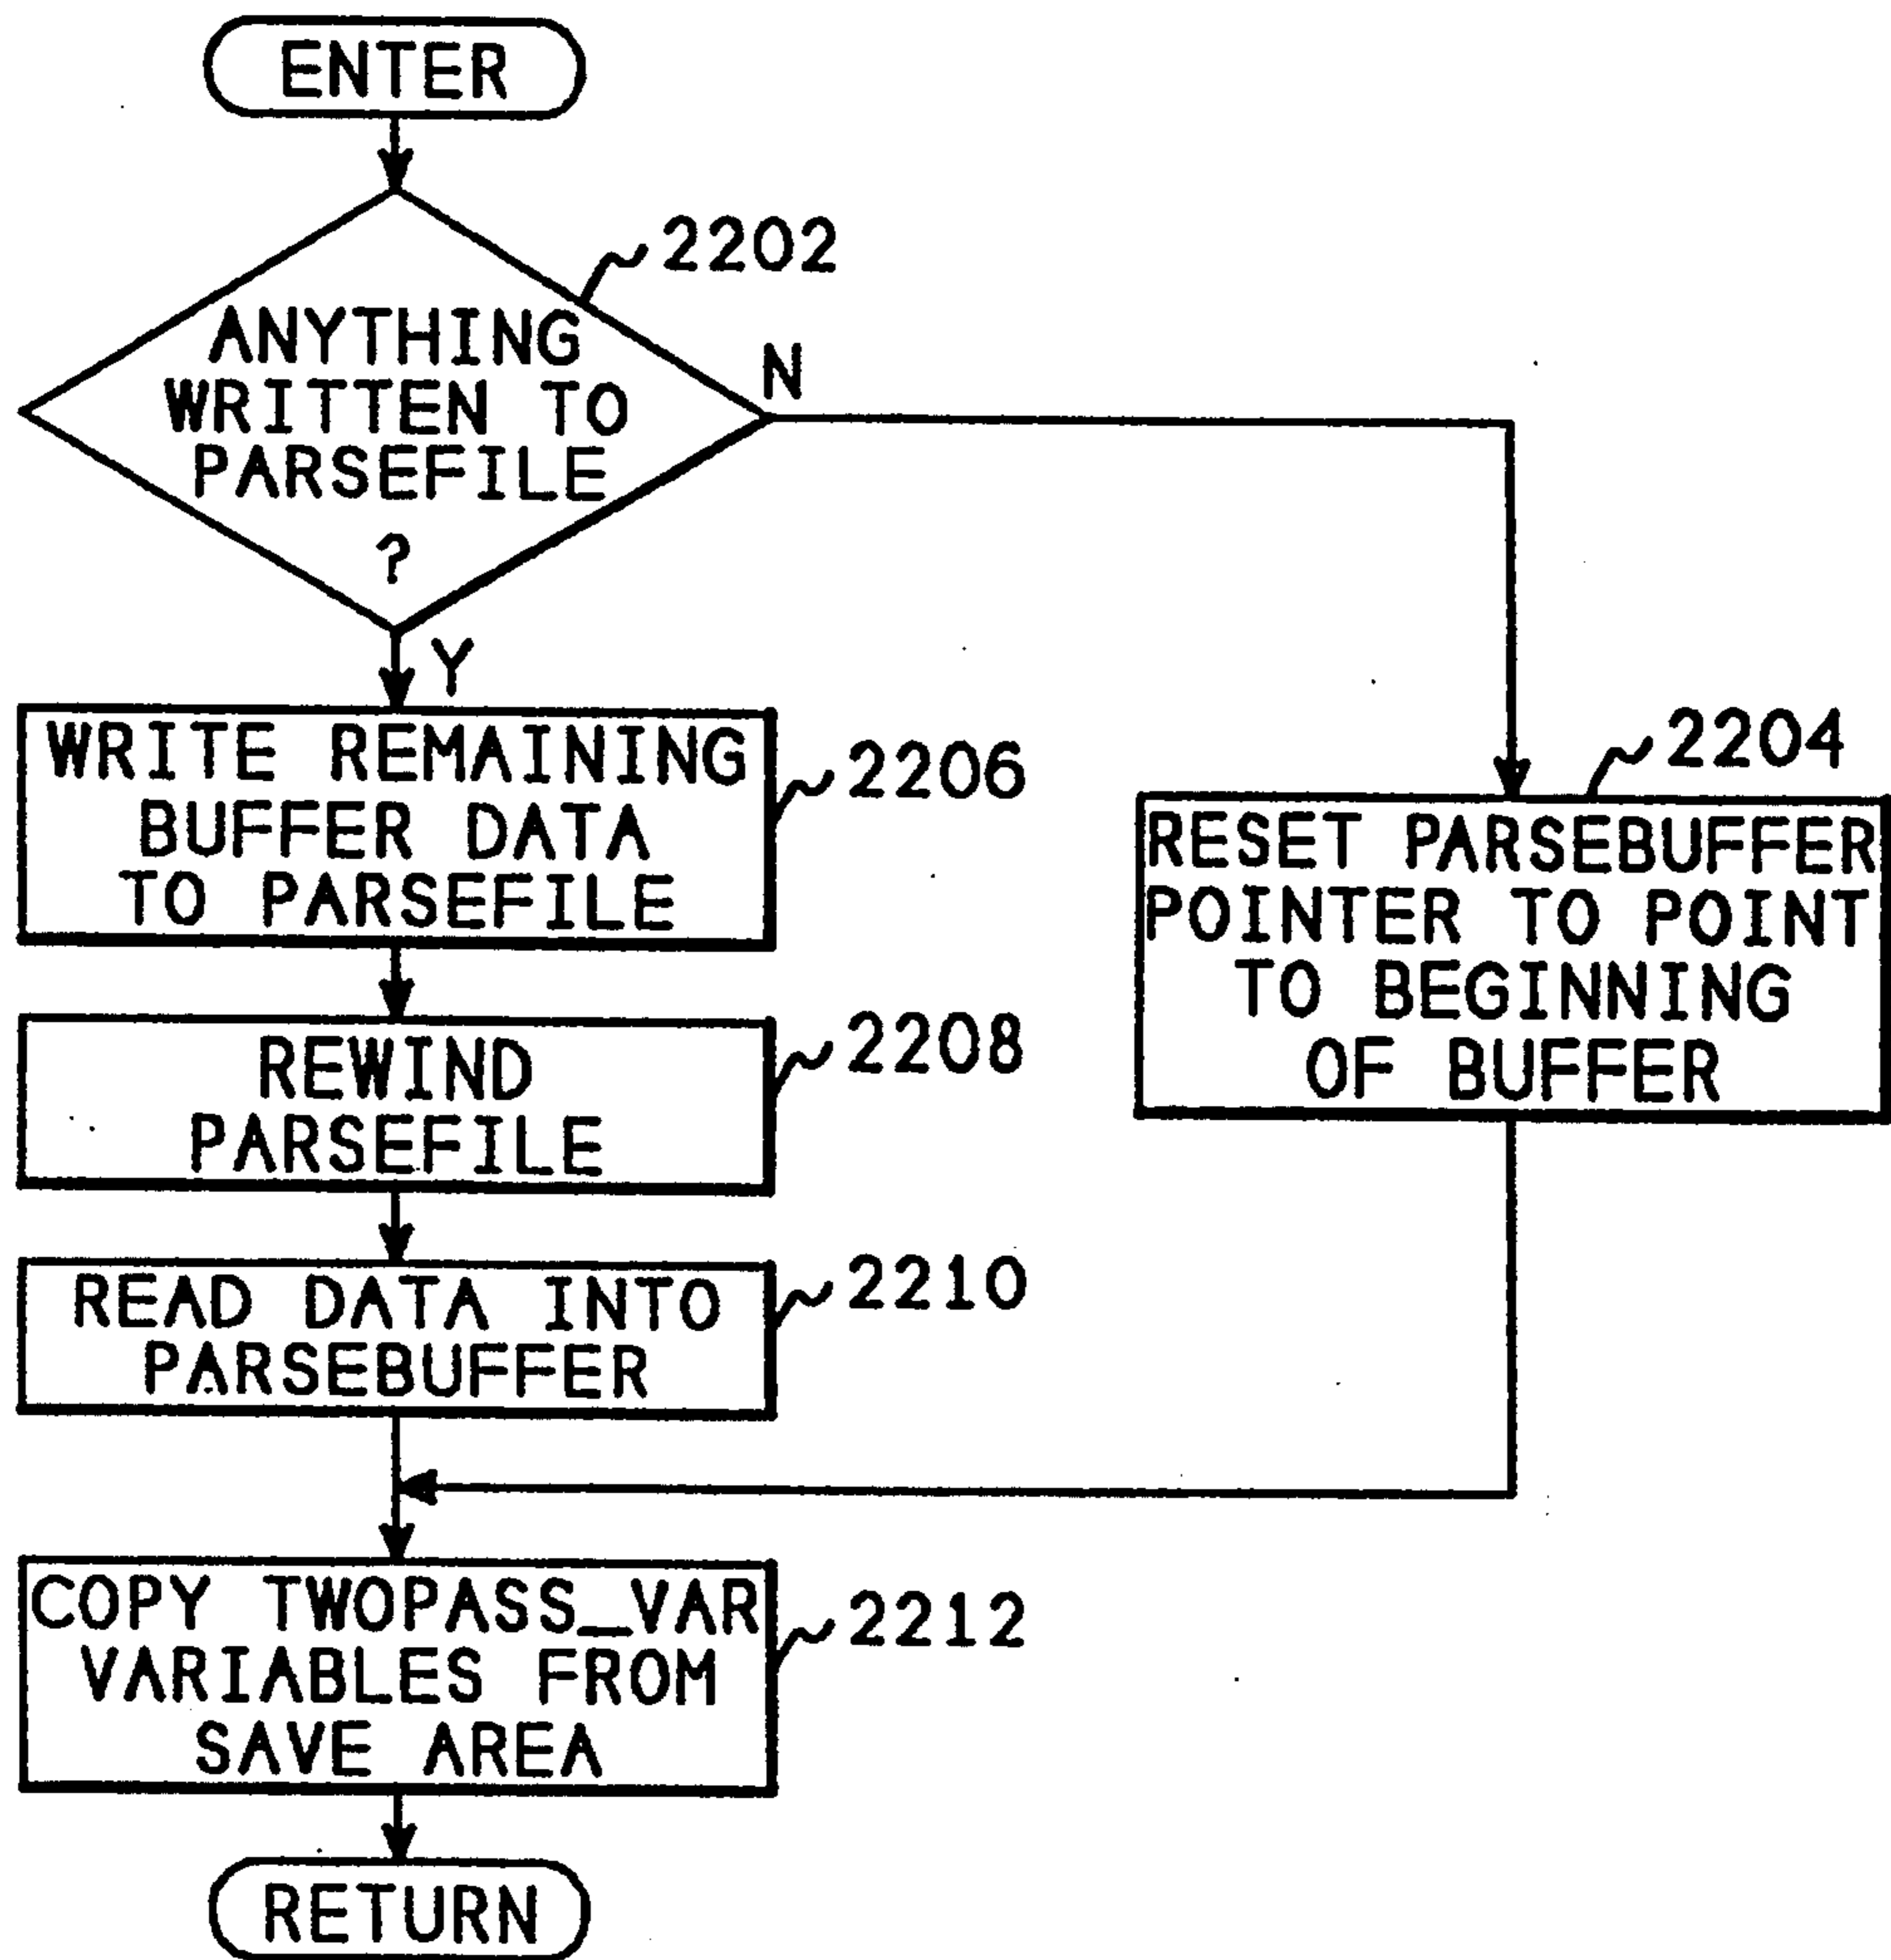 ENTER
2202
ANYTHING
WRITTEN TO
PARSEFILE
?
N
Y
WRITE REMAINING
BUFFER DATA
TO PARSEFILE
2206
2204
RESET PARSEBUFFER
POINTER TO POINT
TO BEGINNING
OF BUFFER
REWIND
PARSEFILE
2208
READ DATA INTO
PARSEBUFFER
2210
COPY TWOPASS_VAR
VARIABLES FROM
SAVE AREA
2212
RETURN